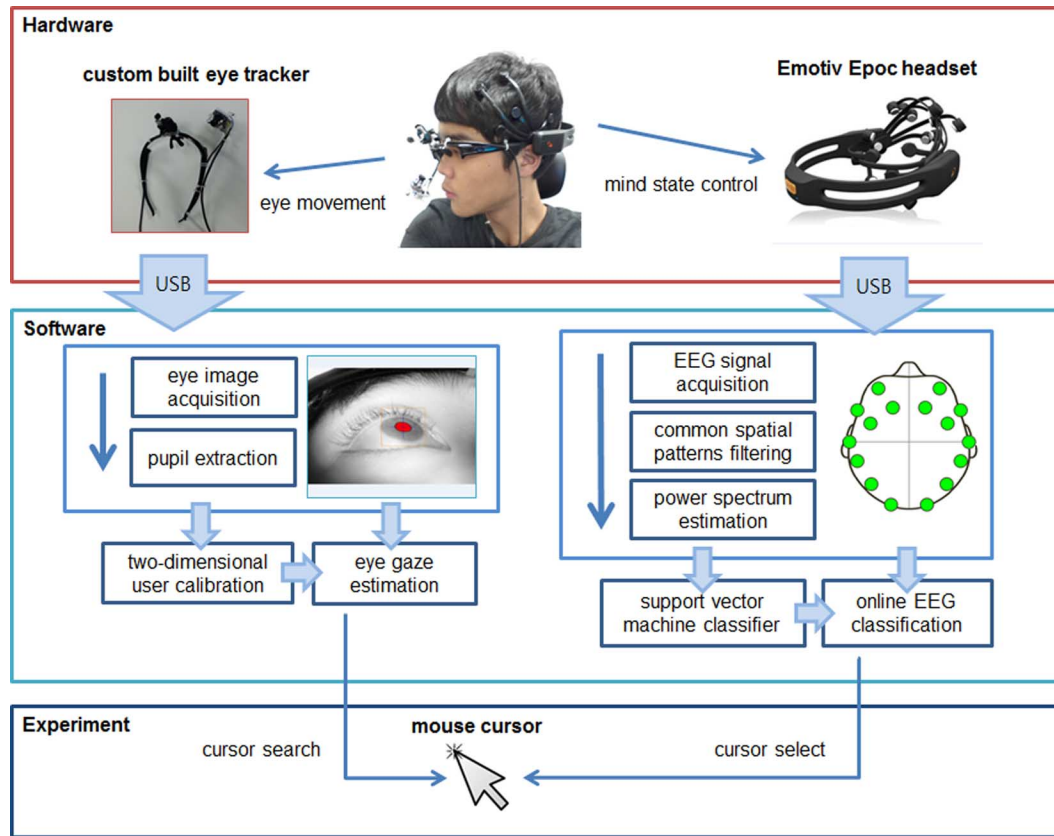 Hardware
custom built eye tracker
Emotiv Epoc headset
eye movement
mind state control
USB
USB
Software
eye image
acquisition
pupil extraction
two-dimensional
user calibration
eye gaze
estimation
EEG signal
acquisition
common spatial
patterns filtering
power spectrum
estimation
support vector
machine classifier
online EEG
classification
Experiment
mouse cursor
cursor search
cursor select